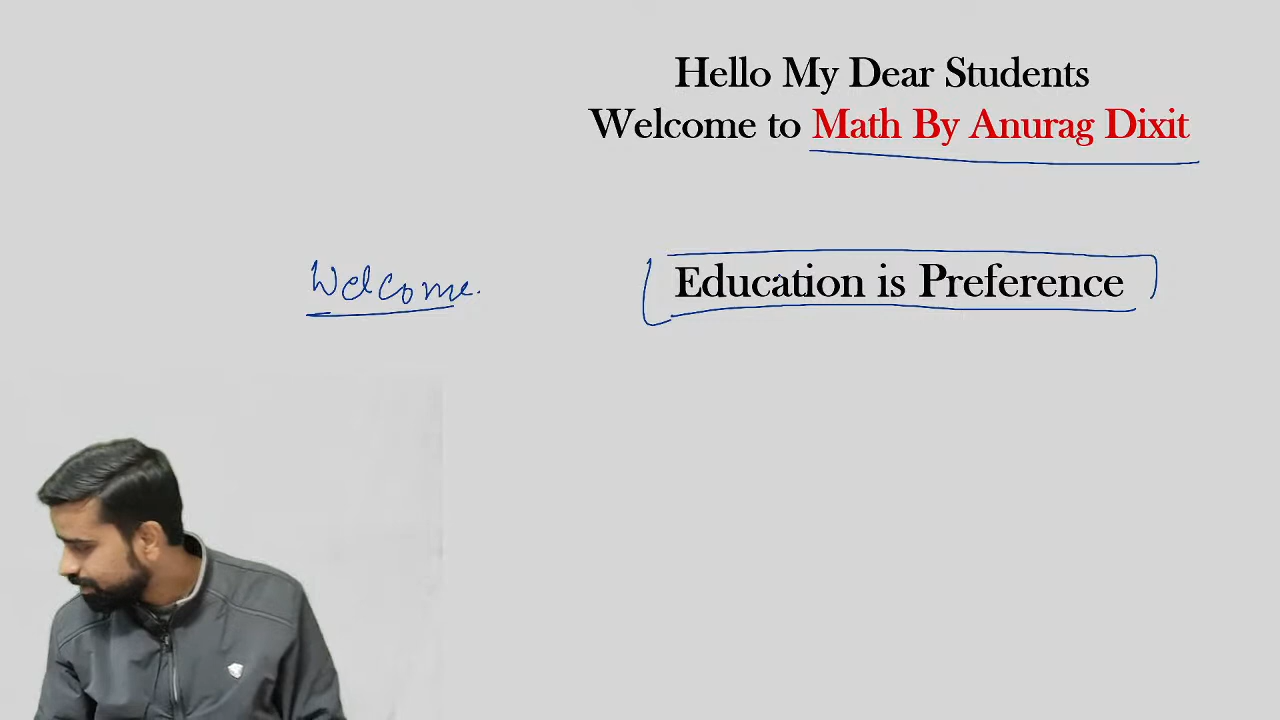 Hello My Dear Students
Welcome to Math By Anurag Dixit
Welcome.
Education is Preference